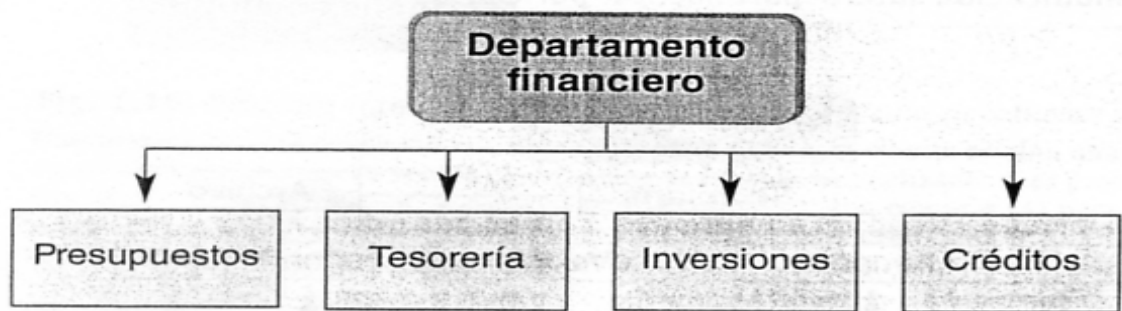 Departamento
financiero
Presupuestos
Tesorería
Inversiones
Créditos